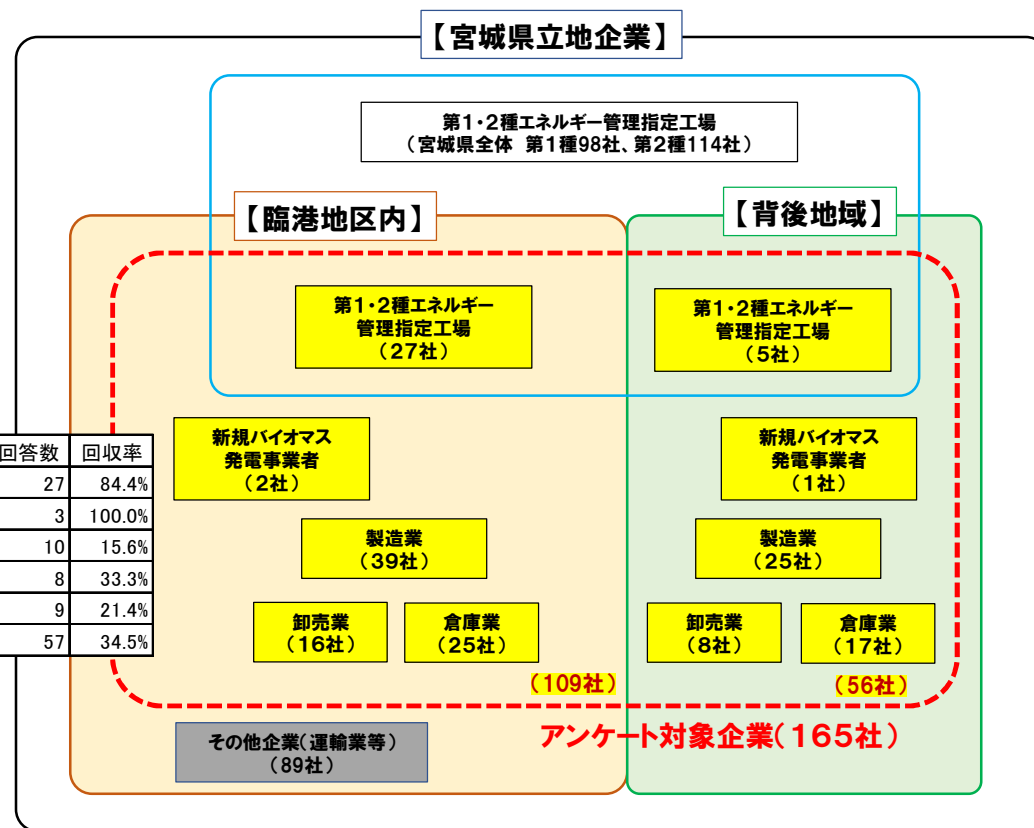 【宮城県立地企業】
第1・2種エネルギー管理指定工場
（宮城県全体 第1種98社、第2種114社）
【臨港地区内】
【背後地域】
第1・2種エネルギー
管理指定工場
（27社）
第1・2種エネルギー
管理指定工場
（5社）
新規バイオマス
発電事業者
（2社）
新規バイオマス
発電事業者
（1社）
回答数 回収率
27 84.4%
3 100.0%
10 15.6%
8 33.3%
9 21.4%
57 34.5%
製造業
（39社）
製造業
（25社）
卸売業
（16社）
倉庫業
（25社）
卸売業
（8社）
倉庫業
（17社）
（109社）
（56社）
アンケート対象企業（165社）
その他企業（運輸業等）
（89社）